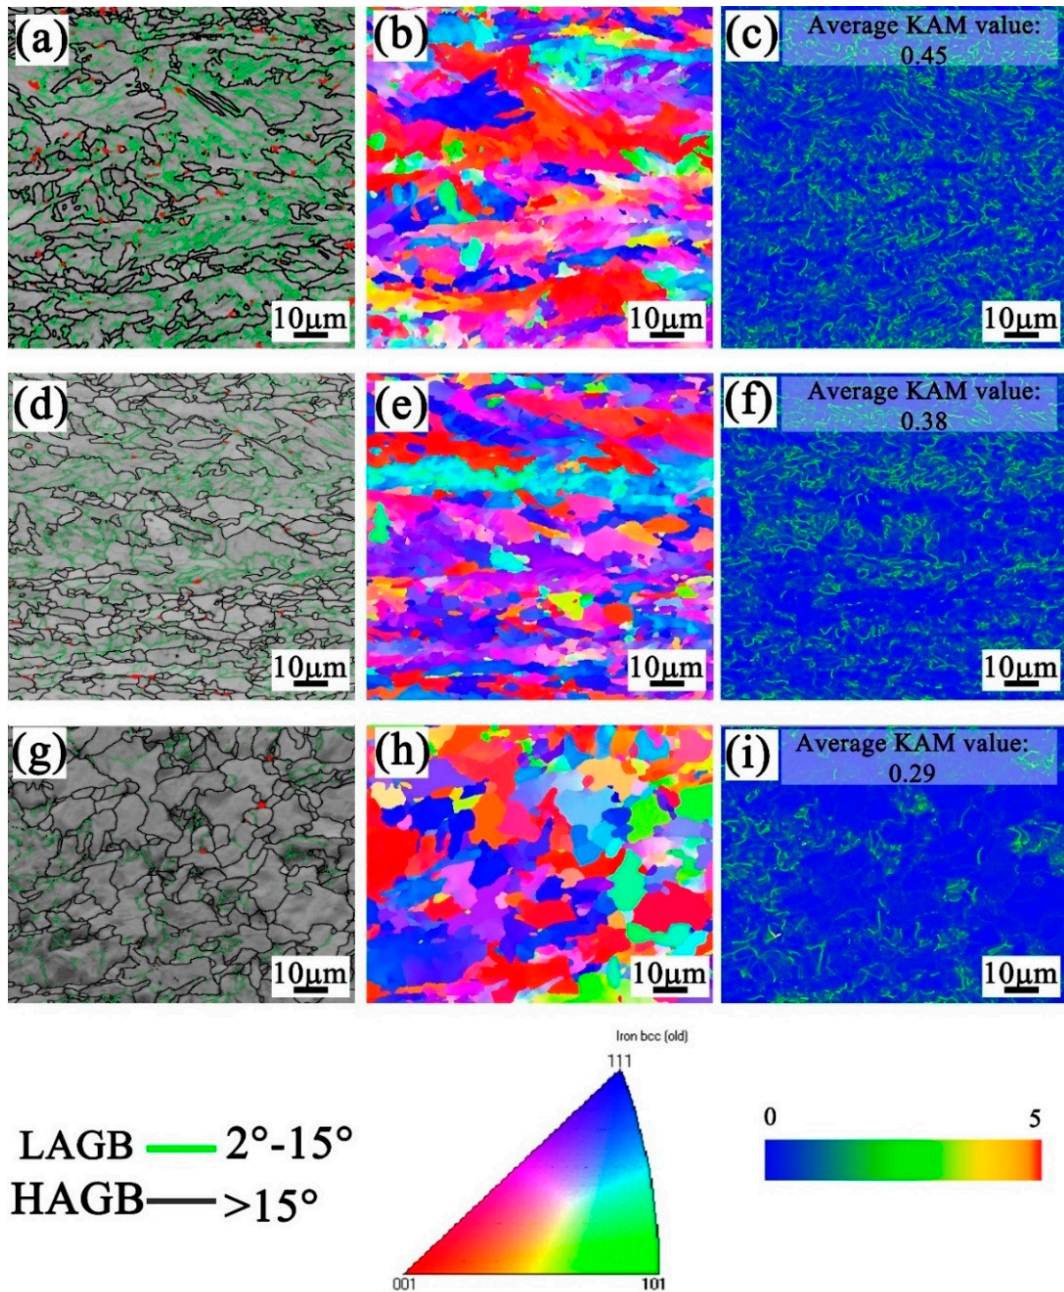 (a)
(b)
(c)
Average KAM value:
0.45
10μm
10μm
10μm
(d)
(e)
(f)
Average KAM value:
0.38
10μm
10μm
10μm
(g)
(h)
(i)
Average KAM value:
0.29
10μm
10μm
10μm
Iron bcc (old)
111
001
101
LAGB 2°-15°
HAGB >15°
0 5